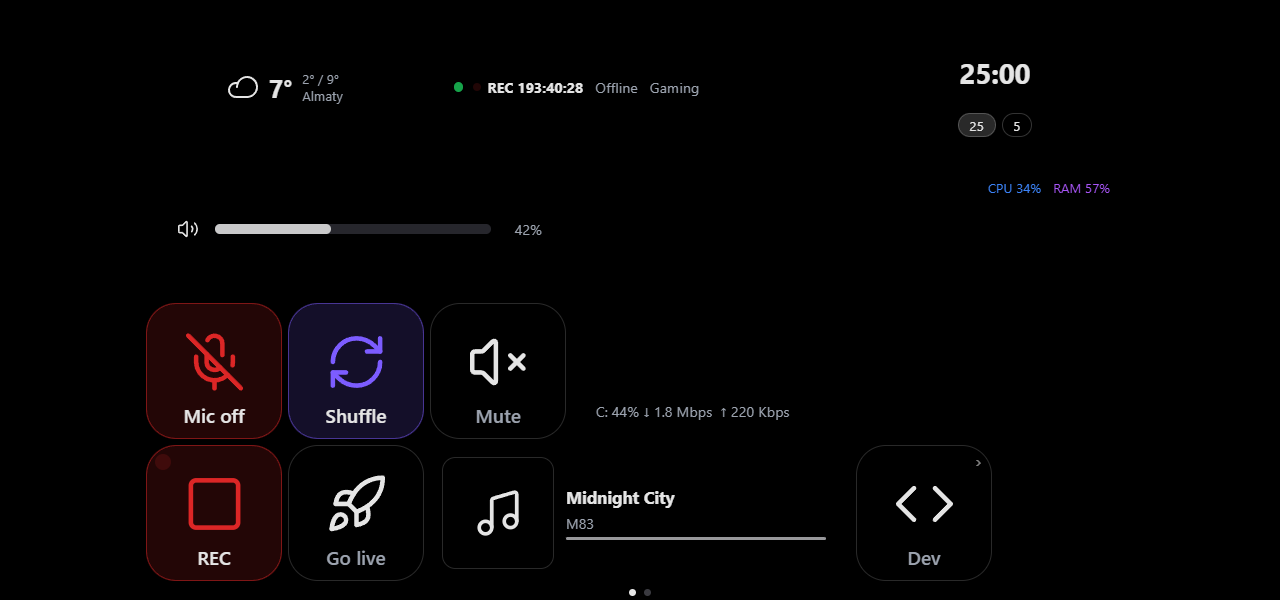 7° 2° / 9°
Almaty
REC 193:40:28 Offline Gaming
25:00
25 5
CPU 34% RAM 57%
42%
Mic off
Shuffle
Mute
C: 44% ↓ 1.8 Mbps ↑ 220 Kbps
REC
Go live
Midnight City
M83
Dev